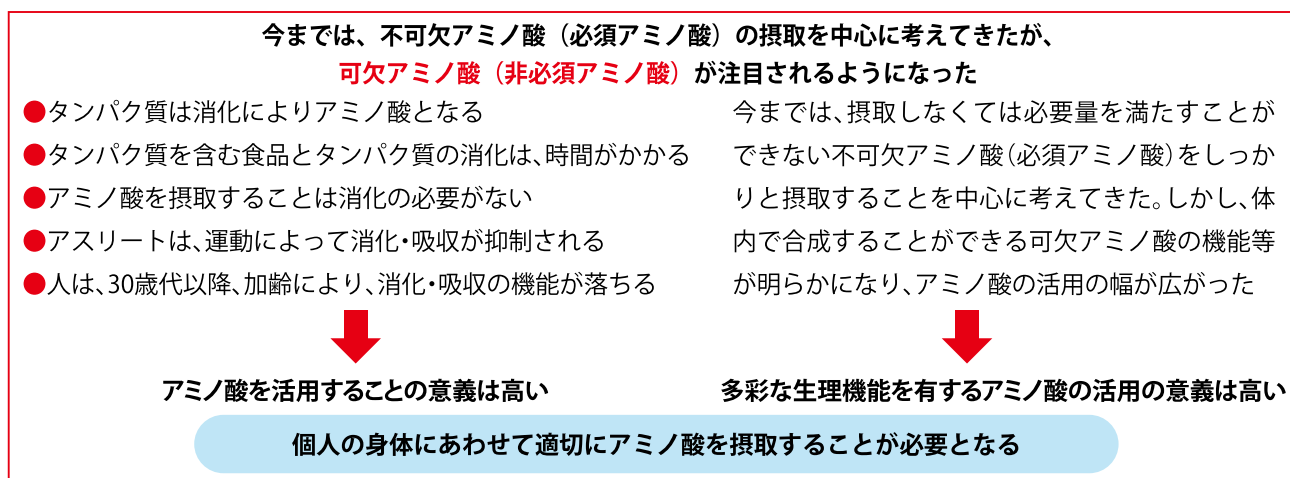 今までは、不可欠アミノ酸（必須アミノ酸）の摂取を中心に考えてきたが、
可欠アミノ酸（非必須アミノ酸）が注目されるようになった
●タンパク質は消化によりアミノ酸となる
●タンパク質を含む食品とタンパク質の消化は、時間がかかる
●アミノ酸を摂取することは消化の必要がない
●アスリートは、運動によって消化・吸収が抑制される
●人は、30歳代以降、加齢により、消化・吸収の機能が落ちる
アミノ酸を活用することの意義は高い
今までは、摂取しなくては必要量を満たすことが
できない不可欠アミノ酸（必須アミノ酸）をしっか
りと摂取することを中心に考えてきた。しかし、体
内で合成することができる可欠アミノ酸の機能等
が明らかになり、アミノ酸の活用の幅が広がった
多彩な生理機能を有するアミノ酸の活用の意義は高い
個人の身体にあわせて適切にアミノ酸を摂取することが必要となる